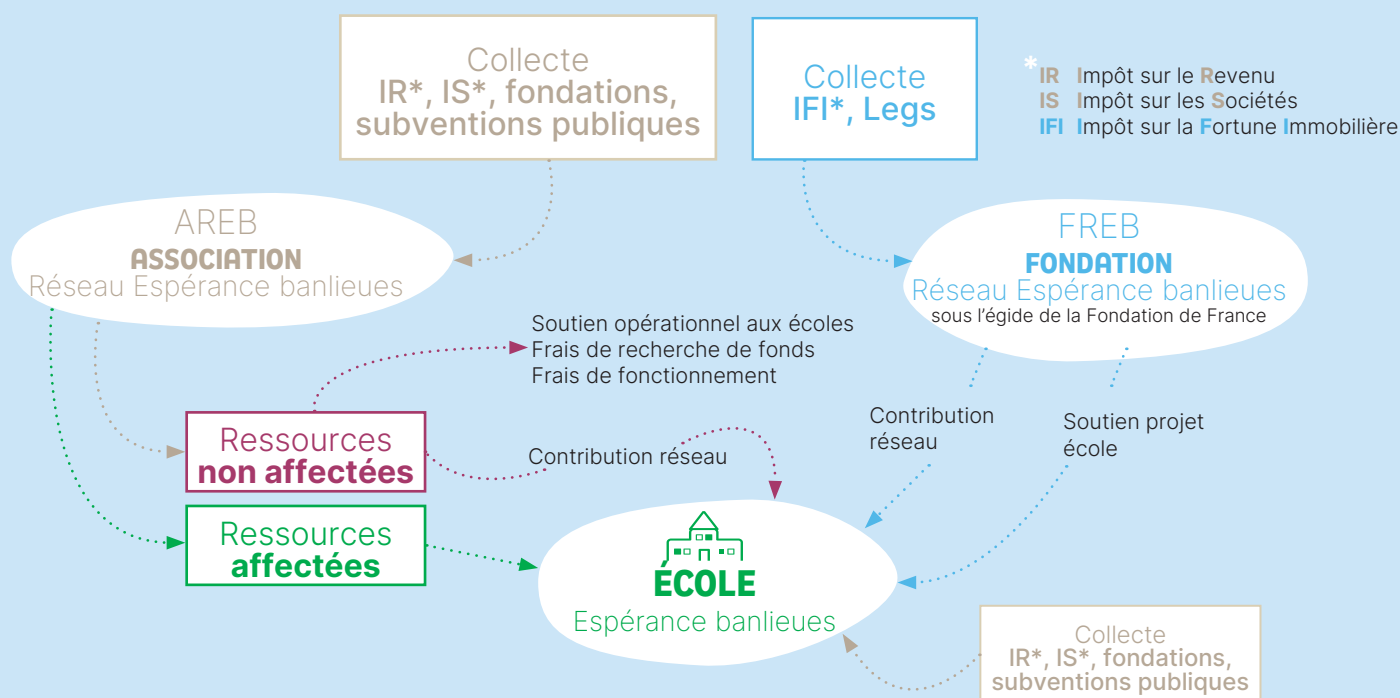 Collecte
IR*, IS*, fondations,
subventions publiques
Collecte
IFI*, Legs
*IR Impôt sur le Revenu
IS Impôt sur les Sociétés
IFI Impôt sur la Fortune Immobilière
AREB
ASSOCIATION
Réseau Espérance banlieues
FREB
FONDATION
Réseau Espérance banlieues
sous l'égide de la Fondation de France
Soutien opérationnel aux écoles
Frais de recherche de fonds
Frais de fonctionnement
Ressources
non affectées
Contribution réseau
Contribution
réseau
Soutien projet
école
Ressources
affectées
ÉCOLE
Espérance banlieues
Collecte
IR*, IS*, fondations,
subventions publiques